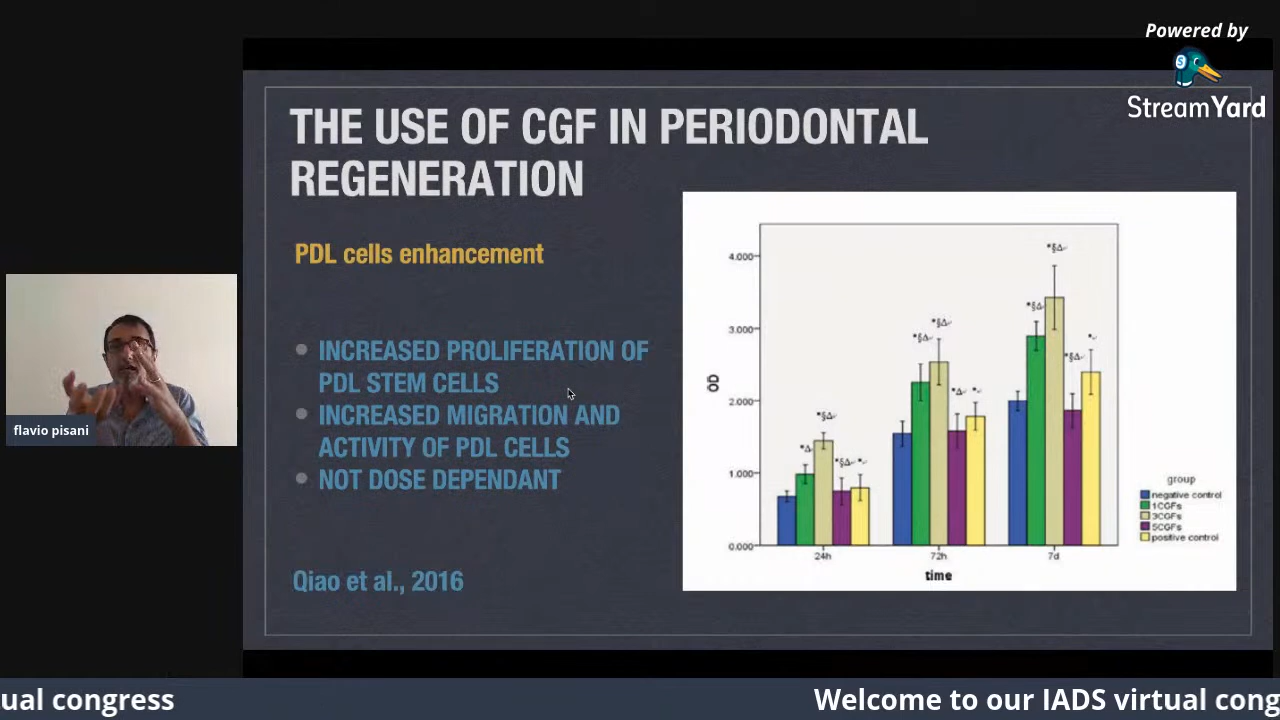 Powered by
StreamYard
THE USE OF CGF IN PERIODONTAL
REGENERATION
PDL cells enhancement
INCREASED PROLIFERATION OF
PDL STEM CELLS
INCREASED MIGRATION AND
ACTIVITY OF PDL CELLS
NOT DOSE DEPENDANT
Qiao et al., 2016
OD
4.000
3.000
2.000
1.000
0.000
24h
72h
7d
time
group
negative control
1CGFs
3CGFs
5CGFs
positive control
flavio pisani
ual congress
Welcome to our IADS virtual cong